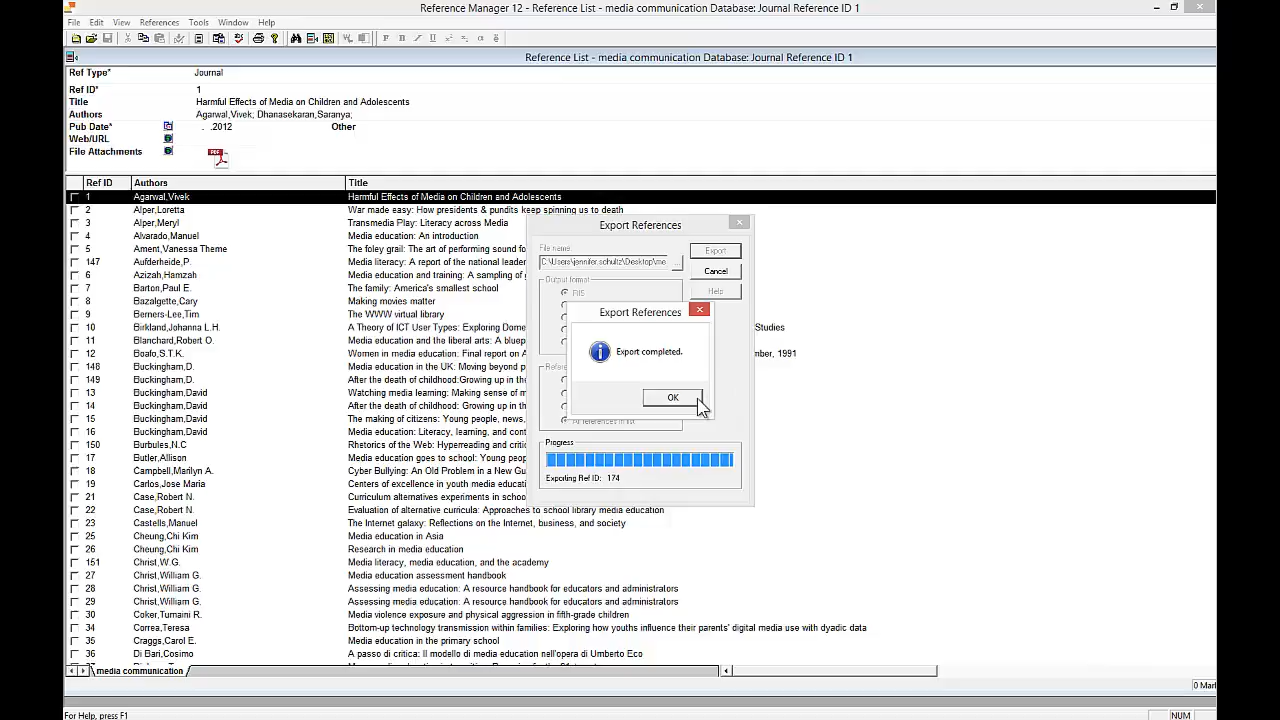 Reference Manager 12 - Reference List - media communication Database: Journal Reference ID 1
File Edit View References Tools Window Help
Reference List - media communication Database: Journal Reference ID 1
Ref Type* Journal
Ref ID* 1
Title Harmful Effects of Media on Children and Adolescents
Authors Agarwal,Vivek; Dhanasekaran,Saranya;
Pub Date* . .2012 Other
Web/URL
File Attachments PDF
Ref ID Authors Title
1 Agarwal,Vivek Harmful Effects of Media on Children and Adolescents
2 Alper,Loretta War made easy: How presidents & pundits keep spinning us to death
3 Alper,Meryl Transmedia Play: Literacy across Media
4 Alvarado,Manuel Media education: An introduction
5 Ament,Vanessa Theme The foley grail: The art of performing sound fo
147 Aufderheide,P. Media literacy: A report of the national leader
6 Azizah,Hamzah Media education and training: A sampling of
7 Barton,Paul E. The family: America's smallest school
8 Bazalgette,Cary Making movies matter
9 Berners-Lee,Tim The WWW virtual library
10 Birkland,Johanna L.H. A Theory of ICT User Types: Exploring Dome Studies
11 Blanchard,Robert O. Media education and the liberal arts: A bluep
12 Boafo,S.T.K. Women in media education: Final report on A mber, 1991
148 Buckingham,D. Media education in the UK: Moving beyond p
149 Buckingham,D. After the death of childhood:Growing up in the
13 Buckingham,David Watching media learning: Making sense of m
14 Buckingham,David After the death of childhood: Growing up in the
15 Buckingham,David The making of citizens: Young people, news,
16 Buckingham,David Media education: Literacy, learning, and cont
150 Burbules,N.C Rhetorics of the Web: Hyperreading and critic
17 Butler,Allison Media education goes to school: Young peop
18 Campbell,Marilyn A. Cyber Bullying: An Old Problem in a New Gu
19 Carlos,Jose Maria Centers of excellence in youth media educati
21 Case,Robert N. Curriculum alternatives experiments in schoo
22 Case,Robert N. Evaluation of alternative curricula: Approaches to school library media education
23 Castells,Manuel The Internet galaxy: Reflections on the Internet, business, and society
25 Cheung,Chi Kim Media education in Asia
26 Cheung,Chi Kim Research in media education
151 Christ,W.G. Media literacy, media education, and the academy
27 Christ,William G. Media education assessment handbook
28 Christ,William G. Assessing media education: A resource handbook for educators and administrators
29 Christ,William G. Assessing media education: A resource handbook for educators and administrators
30 Coker,Tumaini R. Media violence exposure and physical aggression in fifth-grade children
34 Correa,Teresa Bottom-up technology transmission within families: Exploring how youths influence their parents' digital media use with dyadic data
35 Craggs,Carol E. Media education in the primary school
36 Di Bari,Cosimo A passo di critica: Il modello di media education nell'opera di Umberto Eco
media communication
0 Mar
For Help, press F1 NUM
Export References
File name:
C:\Users\jennifer.schultz\Desktop\me ...
Export
Cancel
Help
Output format
RIS
Refere
All references in list
Export References
Export completed.
OK
Progress
Exporting Ref ID: 174